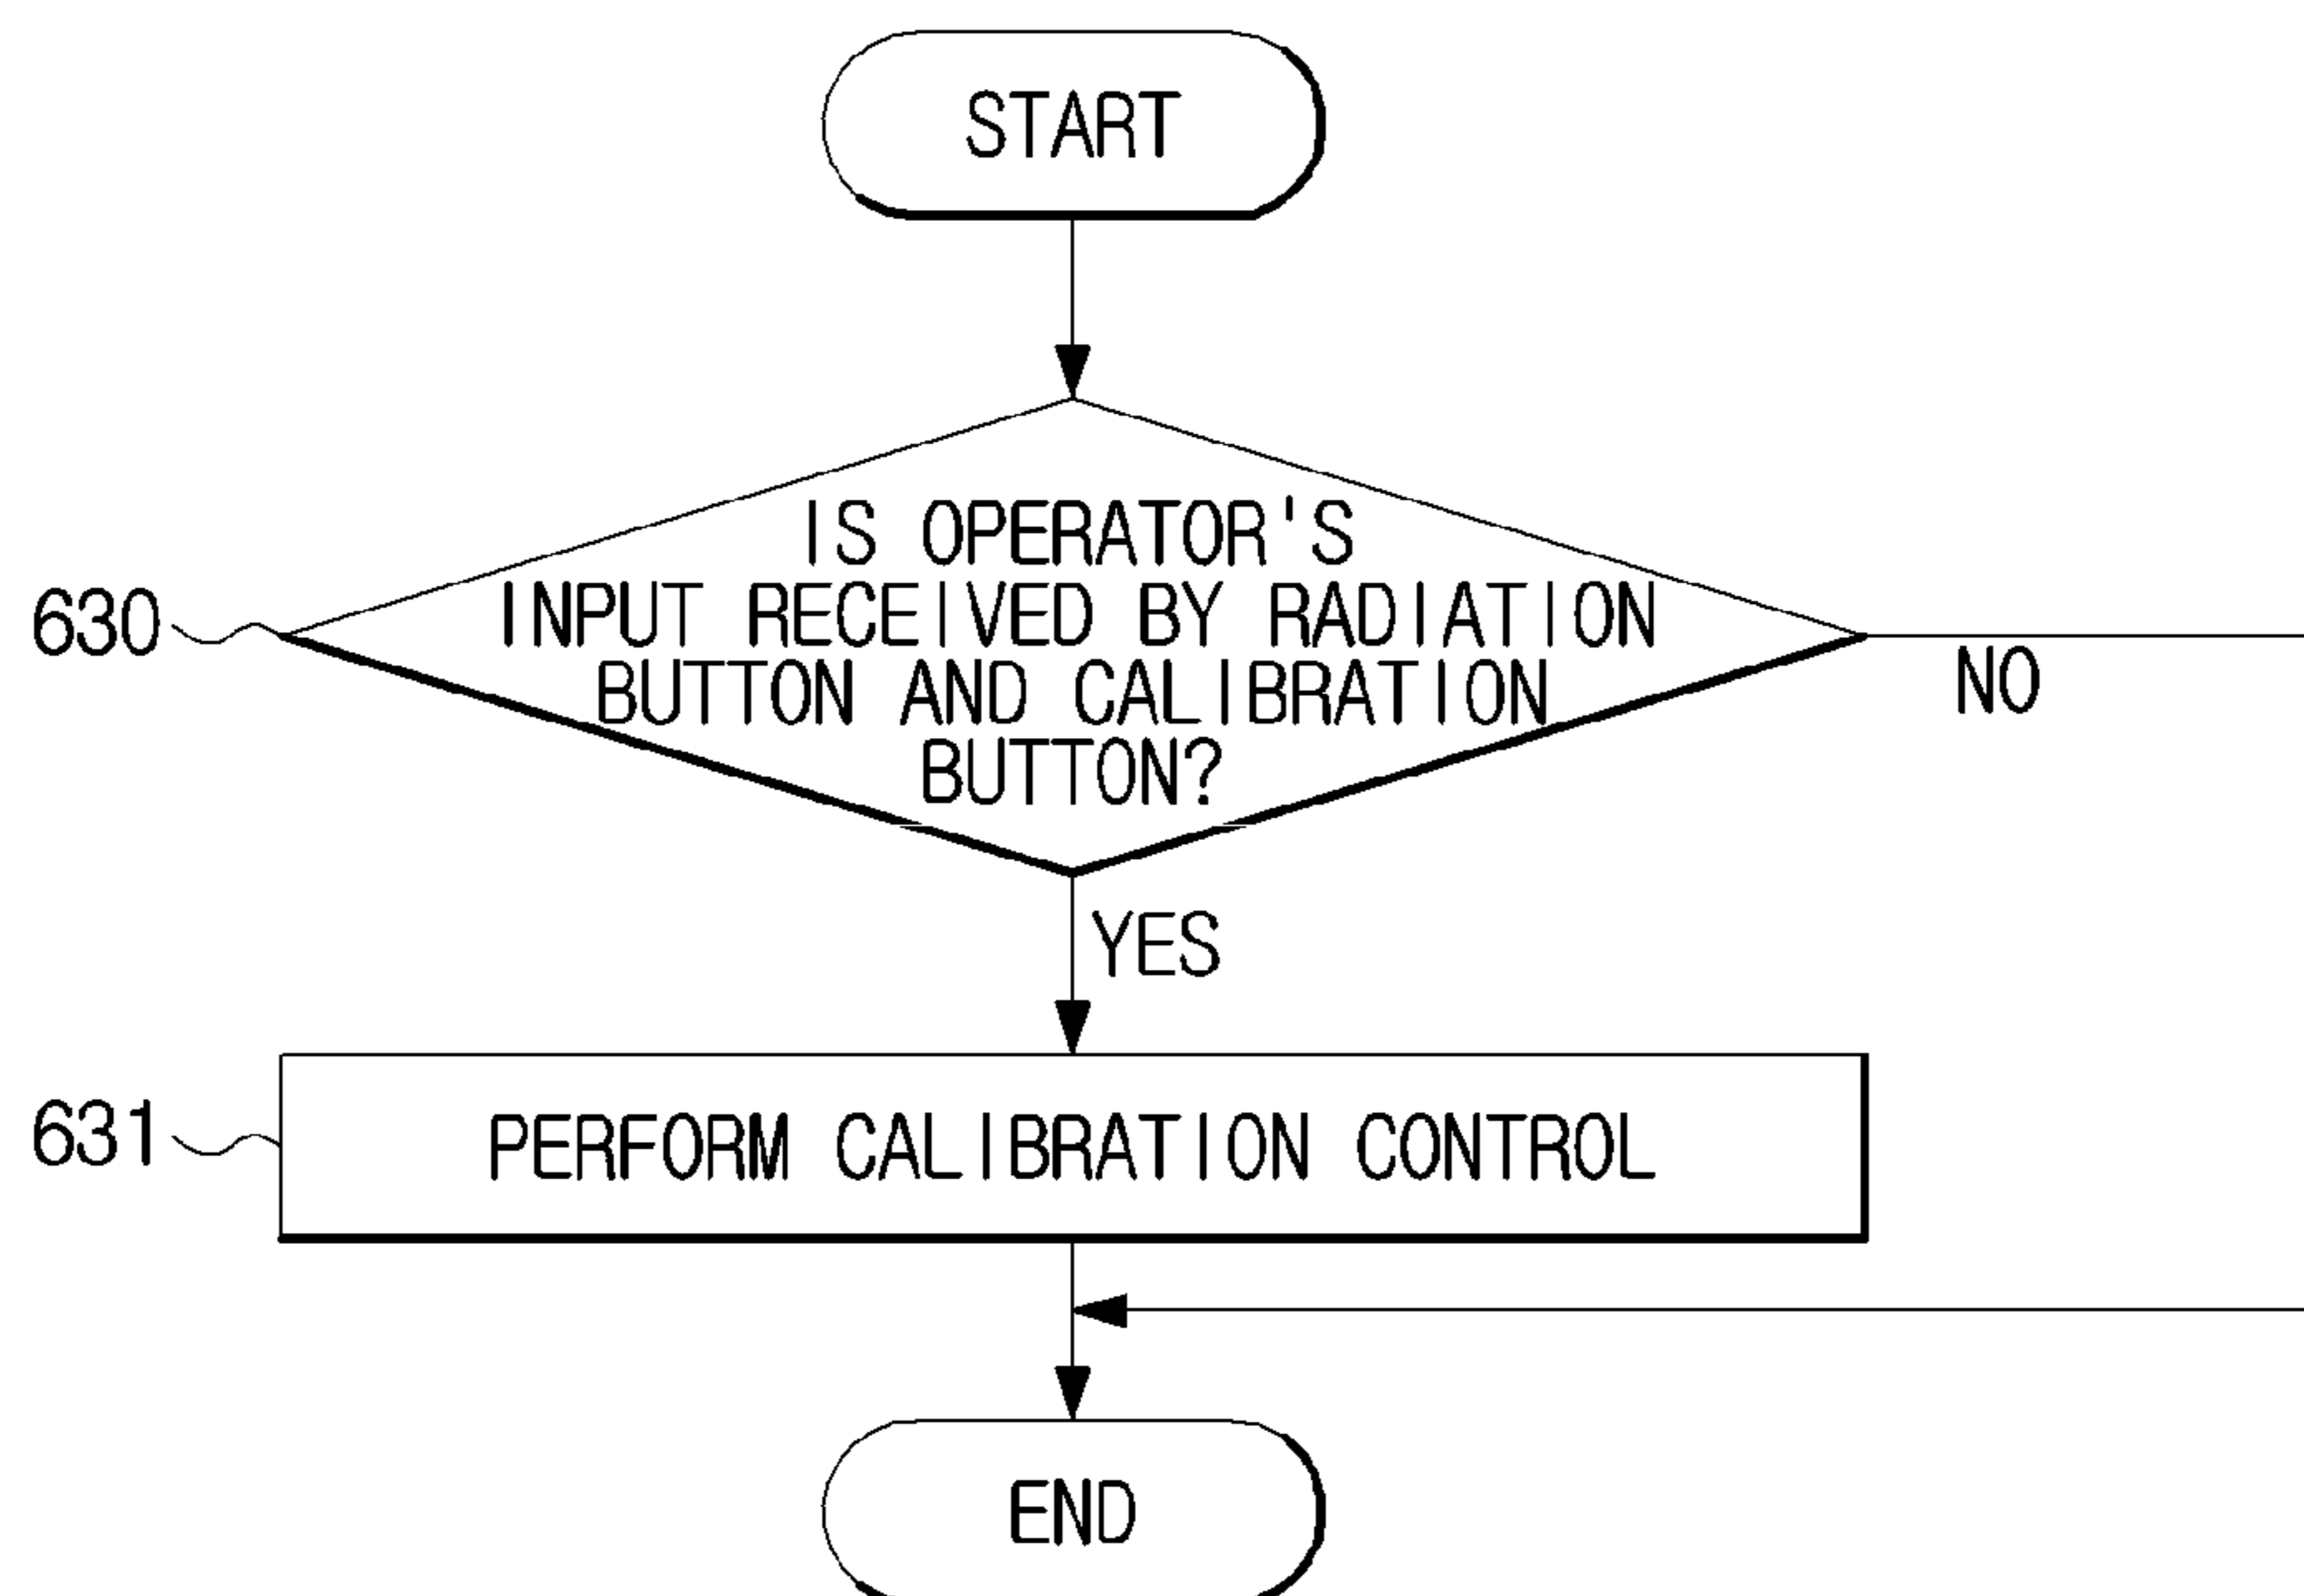 START
IS OPERATOR'S
INPUT RECEIVED BY RADIATION
BUTTON AND CALIBRATION
BUTTON?
630
NO
YES
631
PERFORM CALIBRATION CONTROL
END